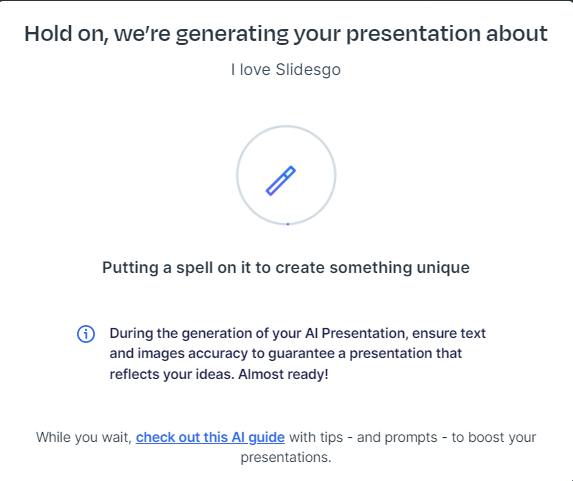 Hold on, we're generating your presentation about
I love Slidesgo
Putting a spell on it to create something unique
During the generation of your AI Presentation, ensure text
and images accuracy to guarantee a presentation that
reflects your ideas. Almost ready!
While you wait, check out this AI guide with tips - and prompts - to boost your
presentations.